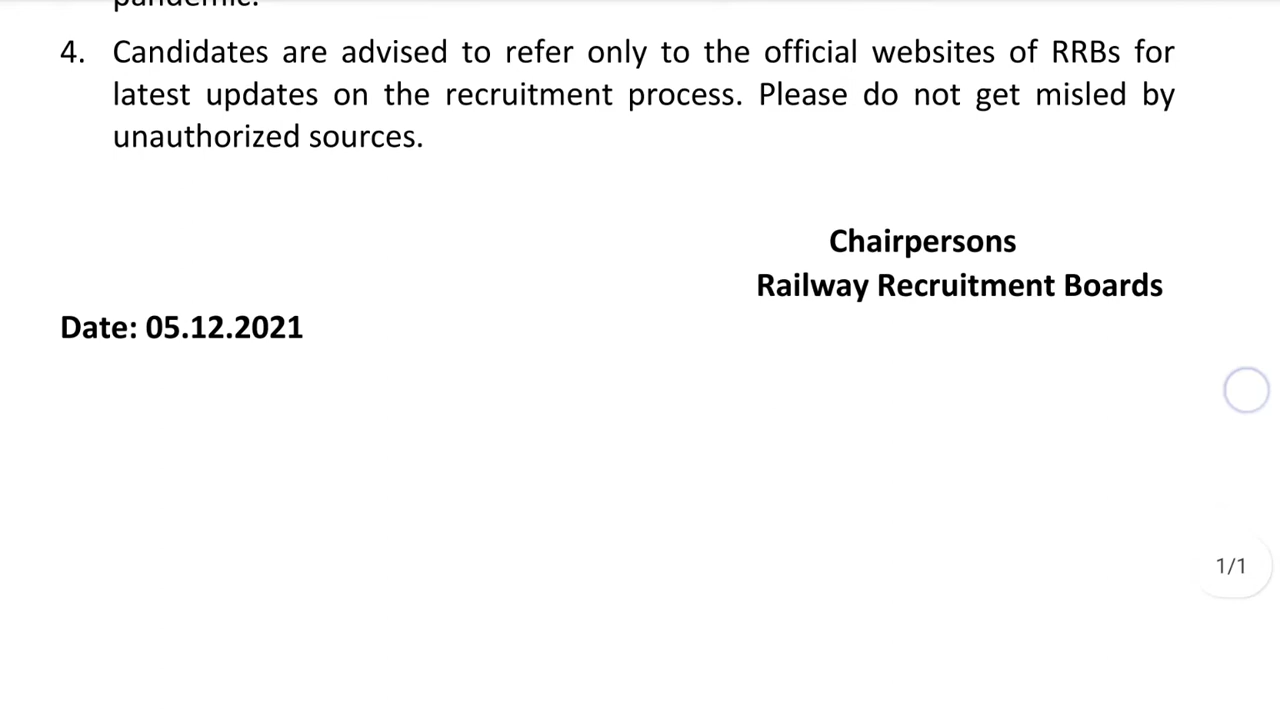 pandemic.
4. Candidates are advised to refer only to the official websites of RRBs for
latest updates on the recruitment process. Please do not get misled by
unauthorized sources.
Chairpersons
Railway Recruitment Boards
Date: 05.12.2021
1/1